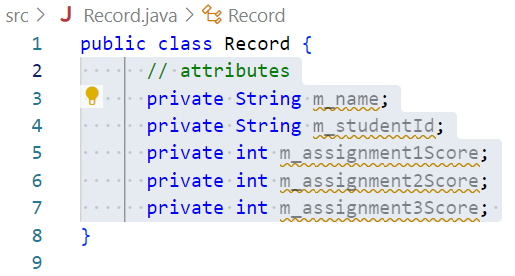 src > J Record.java > Record
1 public class Record {
2 // attributes
3 private String m_name;
4 private String m_studentId;
5 private int m_assignment1Score;
6 private int m_assignment2Score;
7 private int m_assignment3Score;
8 }
9